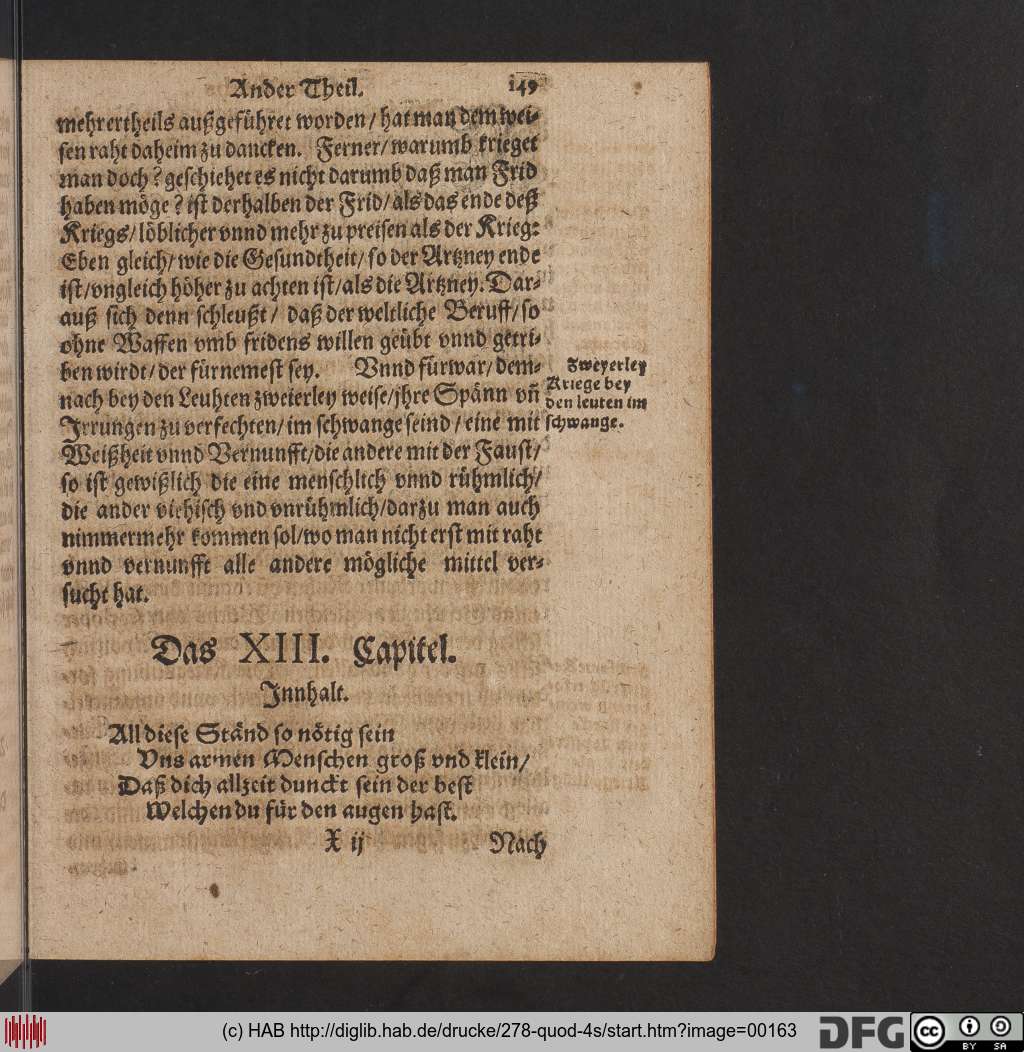 Ander Theil. 149
mehrertheils außgeführet worden/ hat man dem wei-
sen raht daheim zu dancken. Ferner/ warumb krieget
man doch? geschiehet es nicht darumb daß man Frid
haben möge? ist derhalben der Frid/ als das ende deß
Kriegs/ löblicher vnnd mehr zu preisen als der Krieg:
Eben gleich/ wie die Gesundtheit/ so der Artzney ende
ist/ vngleich höher zu achten ist/ als die Artzney. Dar-
auß sich denn schleußt/ daß der weltliche Beruff/ so
ohne Waffen vmb fridens willen geübt vnnd getri-
ben wirdt/ der fürnemest sey. Vnnd fürwar/ dem-
nach bey den Leuhten zweierley weise/ jhre Spänn vñ
Irrungen zu verfechten/ im schwange seind/ eine mit
Weißheit vnnd Vernunfft/ die andere mit der Faust/
so ist gewißlich die eine menschlich vnnd rühmlich/
die ander viehisch vnd vnrühmlich/ darzu man auch
nimmermehr kommen sol/ wo man nicht erst mit raht
vnnd vernunfft alle andere mögliche mittel ver-
sucht hat.
Zweyerley
Kriege bey
den leuten im
schwange.
Das XIII. Capitel.
Innhalt.
All diese Ständ so nötig sein
Vns armen Menschen groß vnd klein/
Daß dich allzeit dunckt sein der best
Welchen du für den augen hast.
X ij Nach
(c) HAB http://diglib.hab.de/drucke/278-quod-4s/start.htm?image=00163
DFG
cc
BY SA